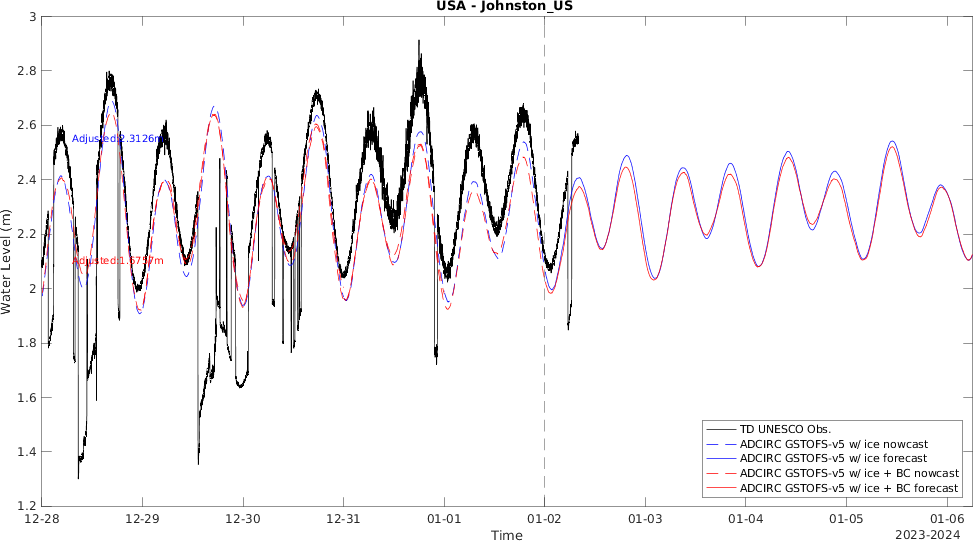 USA - Johnston_US
Water Level (m)
3
2.8
2.6
2.4
2.2
2
1.8
1.6
1.4
1.2
Adjusted:2.3126m
TD UNESCO Obs.
ADCIRC GSTOFS-v5 w/ ice nowcast
ADCIRC GSTOFS-v5 w/ ice forecast
ADCIRC GSTOFS-v5 w/ ice + BC nowcast
ADCIRC GSTOFS-v5 w/ ice + BC forecast
12-28 12-29 12-30 12-31 01-01 01-02 01-03 01-04 01-05 01-06
Time
2023-2024